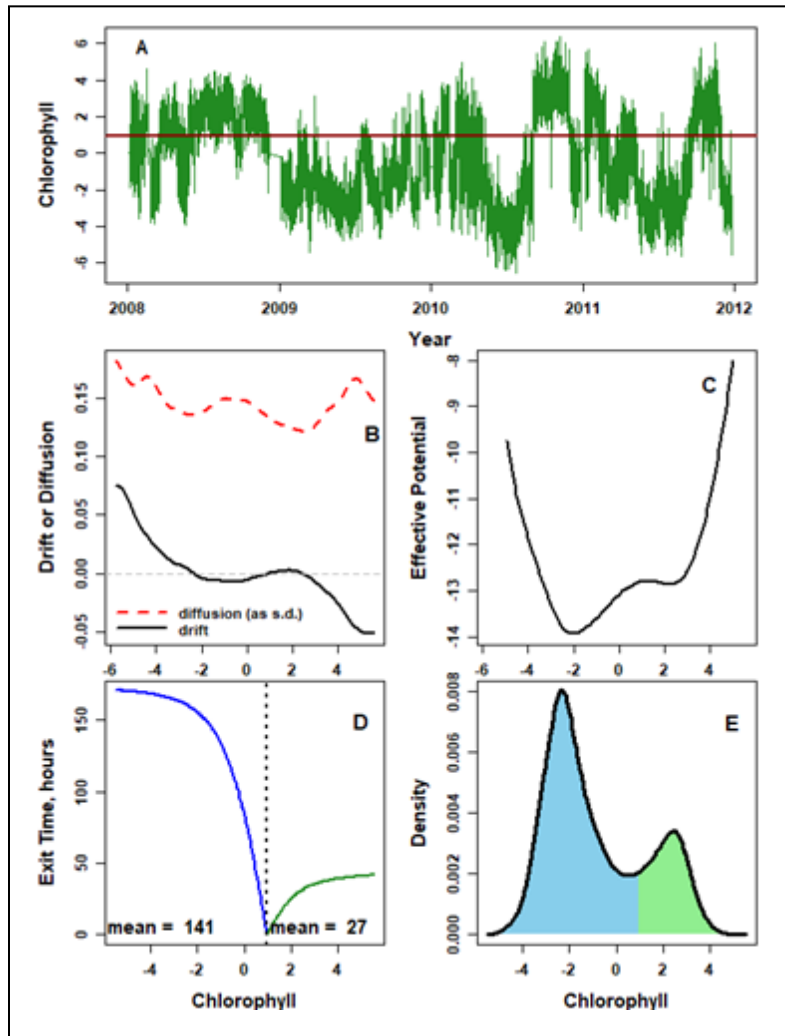 A
Chlorophyll
6
4
2
0
-2
-4
-6
2008 2009 2010 2011 2012
Year
B
Drift or Diffusion
0.15
0.10
0.05
0.00
-0.05
diffusion (as s.d.)
drift
-6 -4 -2 0 2 4
C
Effective Potential
-8
-9
-10
-11
-12
-13
-14
-6 -4 -2 0 2 4
D
Exit Time, hours
150
100
50
0
mean = 141 mean = 27
-4 -2 0 2 4
Chlorophyll
E
Density
0.008
0.006
0.004
0.002
0.000
-4 -2 0 2 4
Chlorophyll